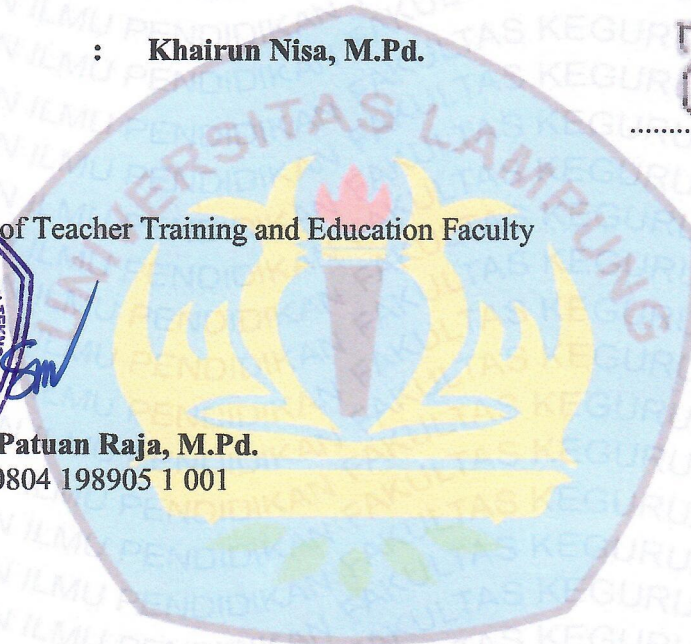 : Khairun Nisa, M.Pd.
...........
UNIVERSITAS LAMPUNG
of Teacher Training and Education Faculty
Patuan Raja, M.Pd.
0804 198905 1 001